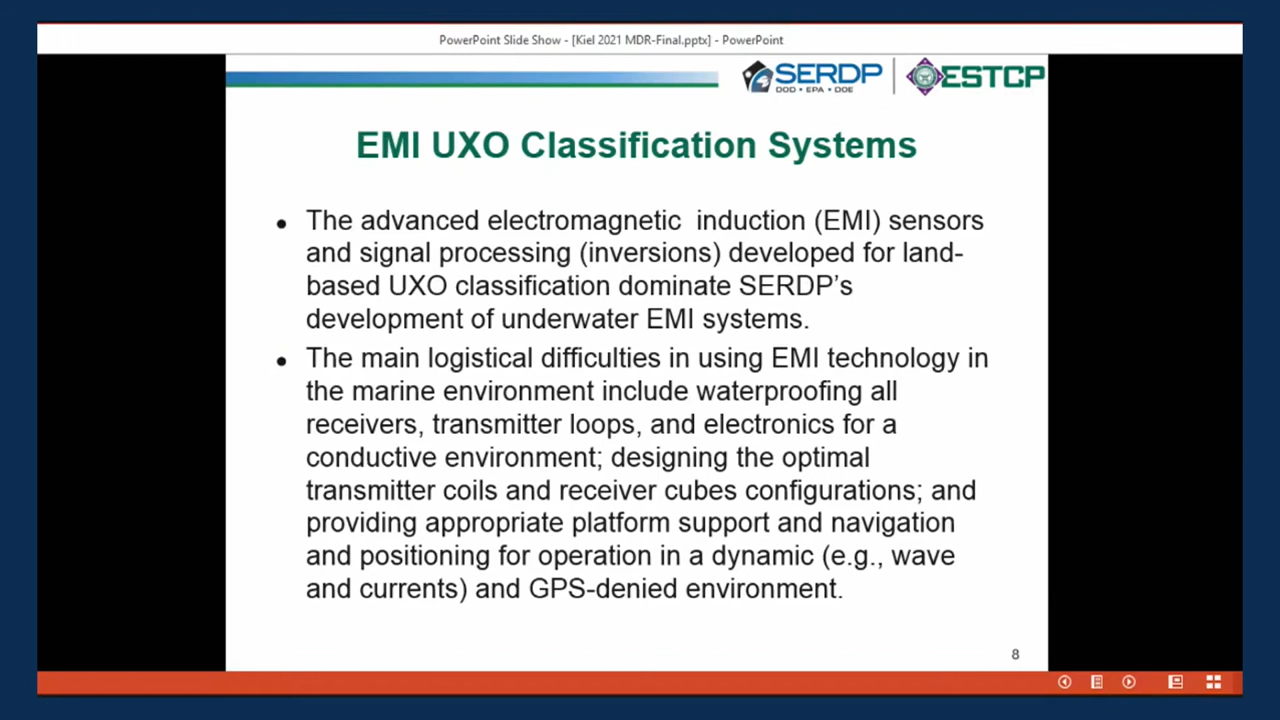 PowerPoint Slide Show - [Kiel 2021 MDR-Final.pptx] - PowerPoint
SERDP
DOD • EPA • DOE
ESTCP
EMI UXO Classification Systems
• The advanced electromagnetic induction (EMI) sensors
and signal processing (inversions) developed for land-
based UXO classification dominate SERDP's
development of underwater EMI systems.
• The main logistical difficulties in using EMI technology in
the marine environment include waterproofing all
receivers, transmitter loops, and electronics for a
conductive environment; designing the optimal
transmitter coils and receiver cubes configurations; and
providing appropriate platform support and navigation
and positioning for operation in a dynamic (e.g., wave
and currents) and GPS-denied environment.
8